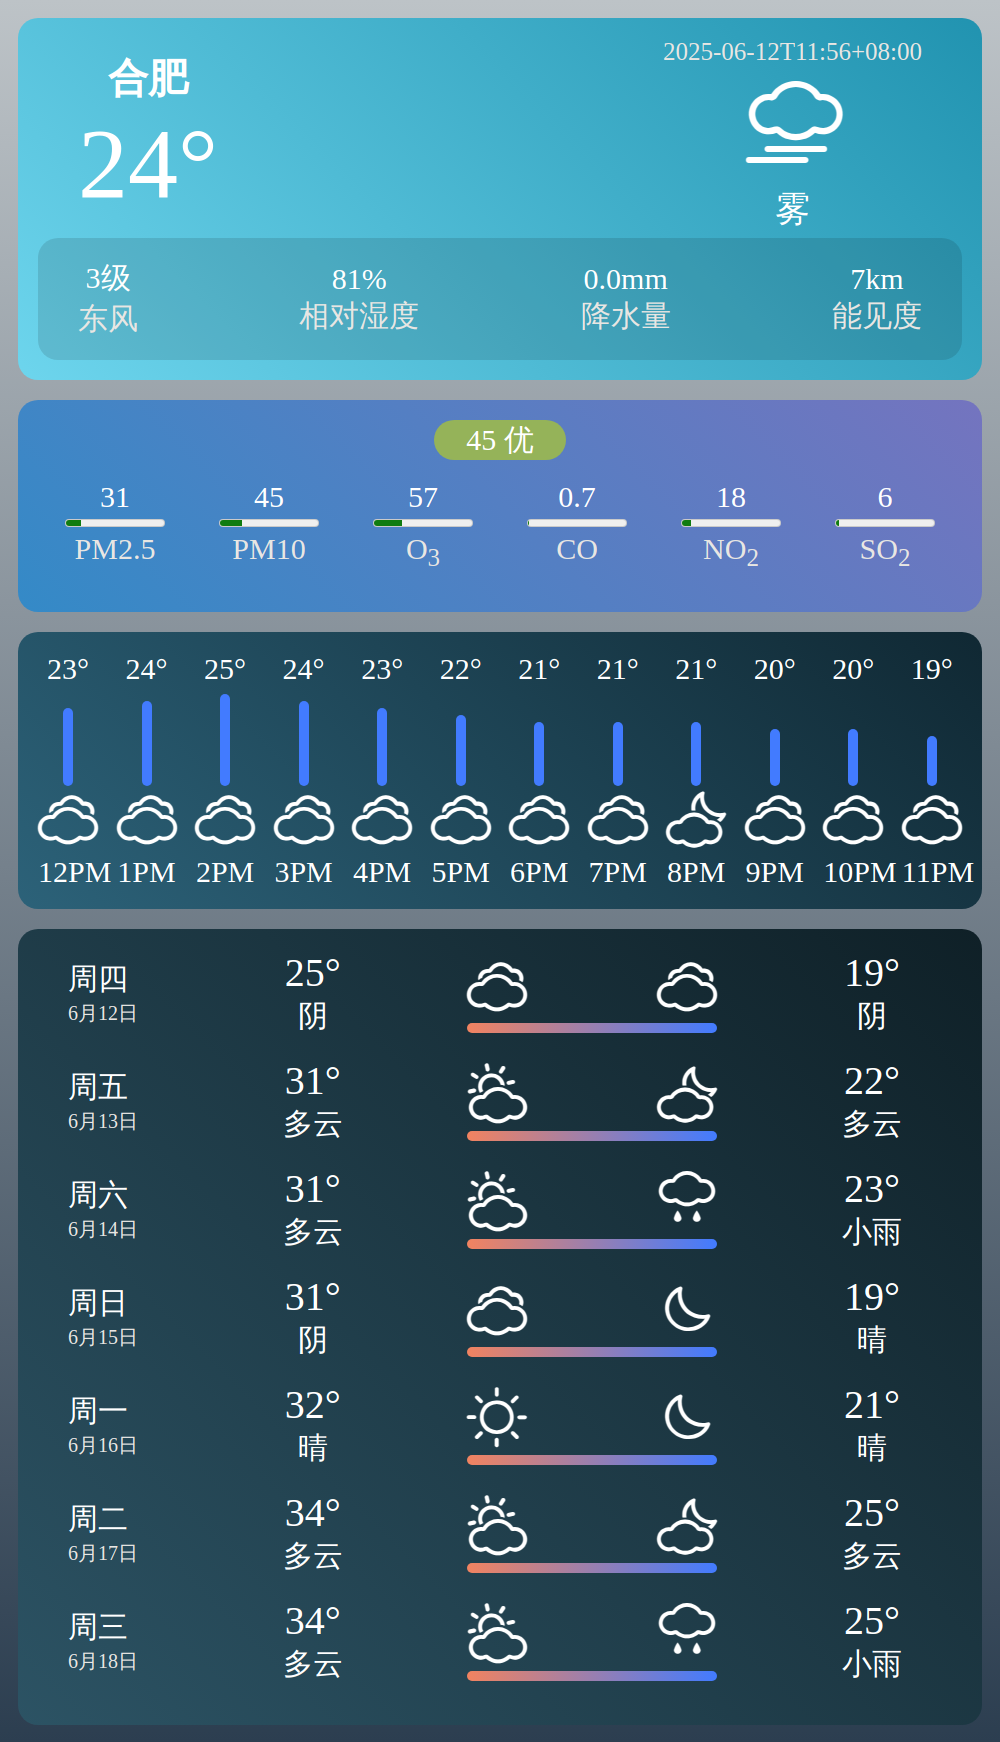 合肥
24°
2025-06-12T11:56+08:00
雾
3级 81% 0.0mm 7km
东风 相对湿度 降水量 能见度
45 优
31 45 57 0.7 18 6
PM2.5 PM10 O3 CO NO2 SO2
23° 24° 25° 24° 23° 22° 21° 21° 21° 20° 20° 19°
12PM 1PM 2PM 3PM 4PM 5PM 6PM 7PM 8PM 9PM 10PM 11PM
周四 25° 19°
6月12日 阴 阴
周五 31° 22°
6月13日 多云 多云
周六 31° 23°
6月14日 多云 小雨
周日 31° 19°
6月15日 阴 晴
周一 32° 21°
6月16日 晴 晴
周二 34° 25°
6月17日 多云 多云
周三 34° 25°
6月18日 多云 小雨